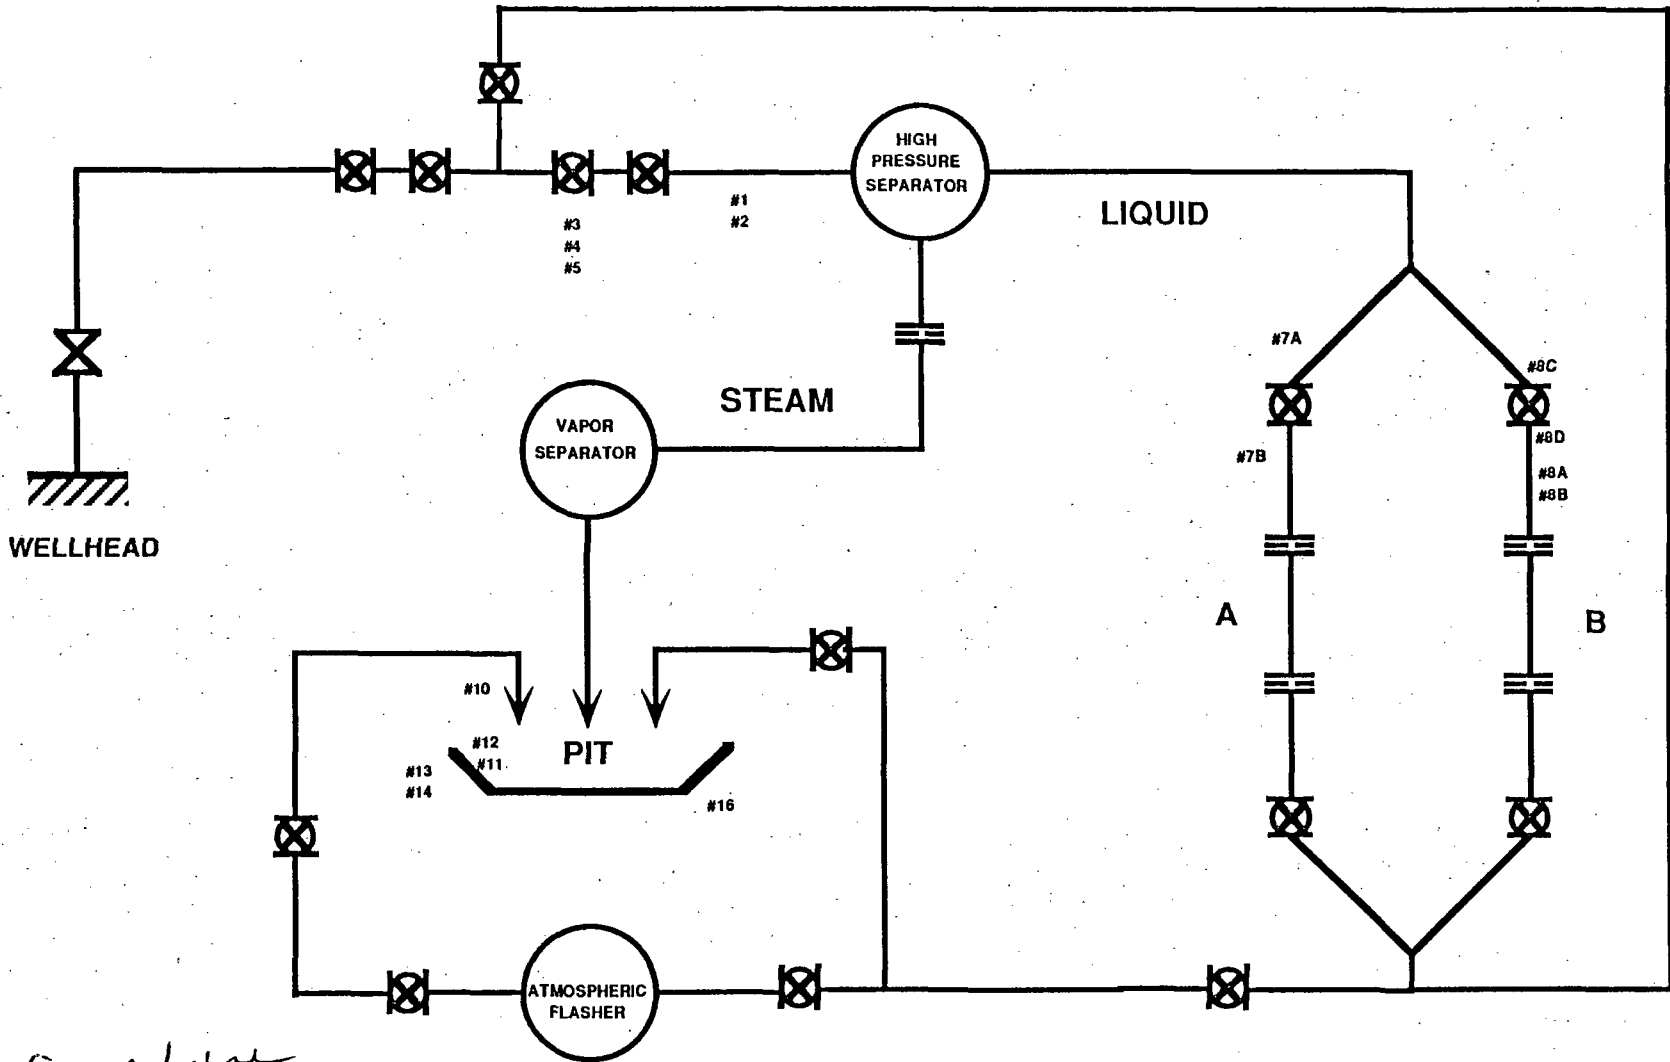 HIGH
PRESSURE
SEPARATOR
#1
#2
LIQUID
#3
#4
#5
#7A
#8C
STEAM
VAPOR
SEPARATOR
#8D
#7B
#8A
#8B
WELLHEAD
A
B
#10
#12
PIT
#11
#13
#14
#16
ATMOSPHERIC
FLASHER